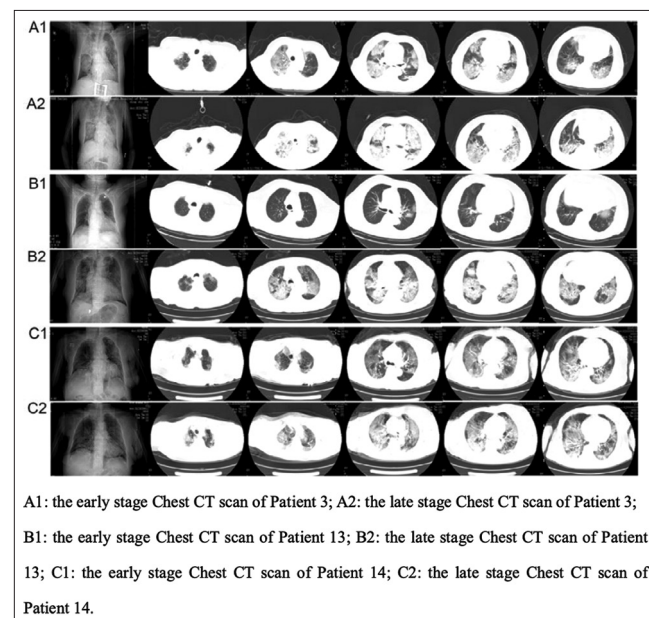 A1
A2
B1
B2
C1
C2
A1: the early stage Chest CT scan of Patient 3; A2: the late stage Chest CT scan of Patient 3;
B1: the early stage Chest CT scan of Patient 13; B2: the late stage Chest CT scan of Patient
13; C1: the early stage Chest CT scan of Patient 14; C2: the late stage Chest CT scan of
Patient 14.